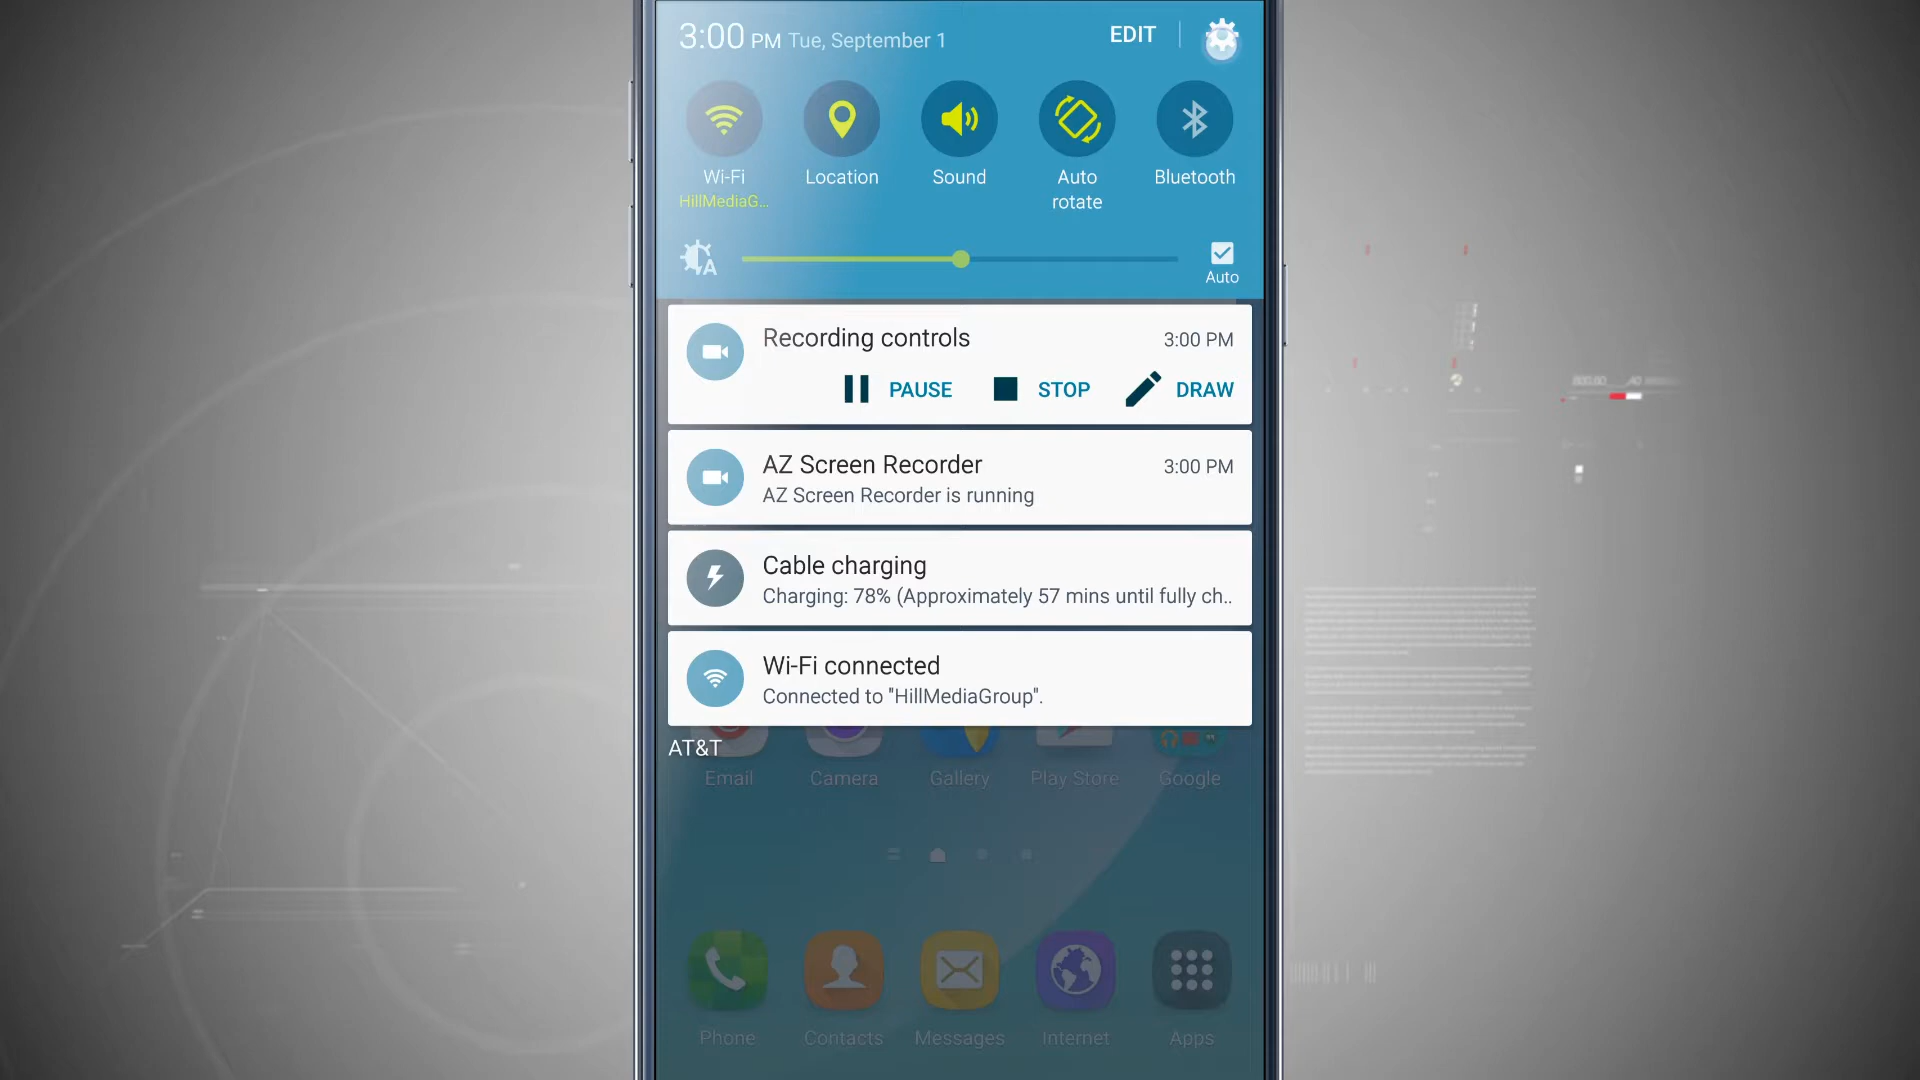 3:00 PM Tue, September 1
EDIT
Wi-Fi
HillMediaG...
Location
Sound
Auto
rotate
Bluetooth
A
Auto
Recording controls
3:00 PM
PAUSE
STOP
DRAW
AZ Screen Recorder
3:00 PM
AZ Screen Recorder is running
Cable charging
Charging: 78% (Approximately 57 mins until fully ch..
Wi-Fi connected
Connected to "HillMediaGroup".
AT&T
Email
Camera
Gallery
Play Store
Google
Phone
Contacts
Messages
Internet
Apps